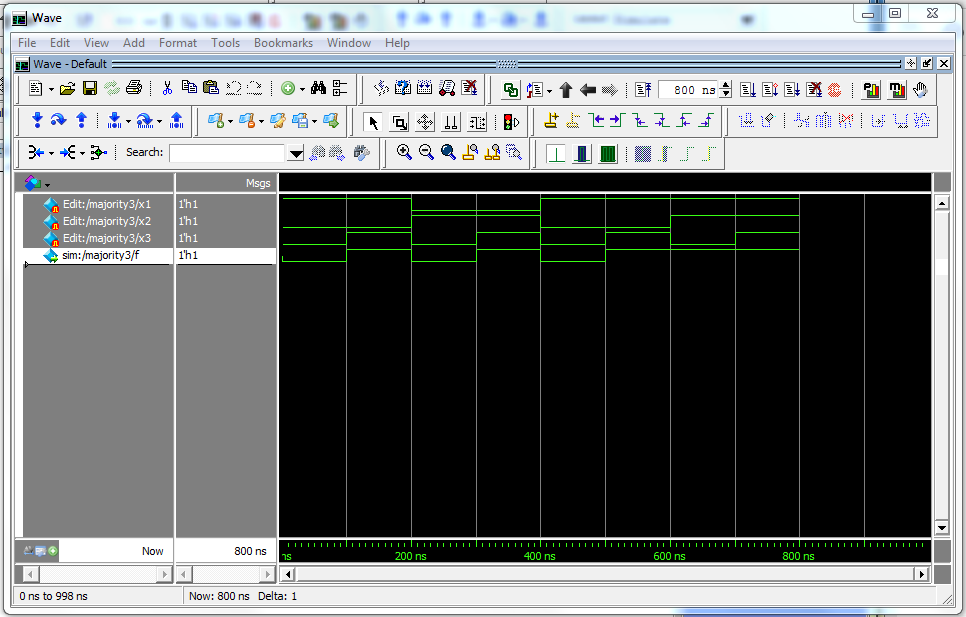 Wave
File Edit View Add Format Tools Bookmarks Window Help
Wave - Default
800 ns
Search:
Msgs
Edit:/majority3/x1 1'h1
Edit:/majority3/x2 1'h1
Edit:/majority3/x3 1'h1
sim:/majority3/f 1'h1
Now 800 ns
ns 200 ns 400 ns 600 ns 800 ns
0 ns to 998 ns Now: 800 ns Delta: 1